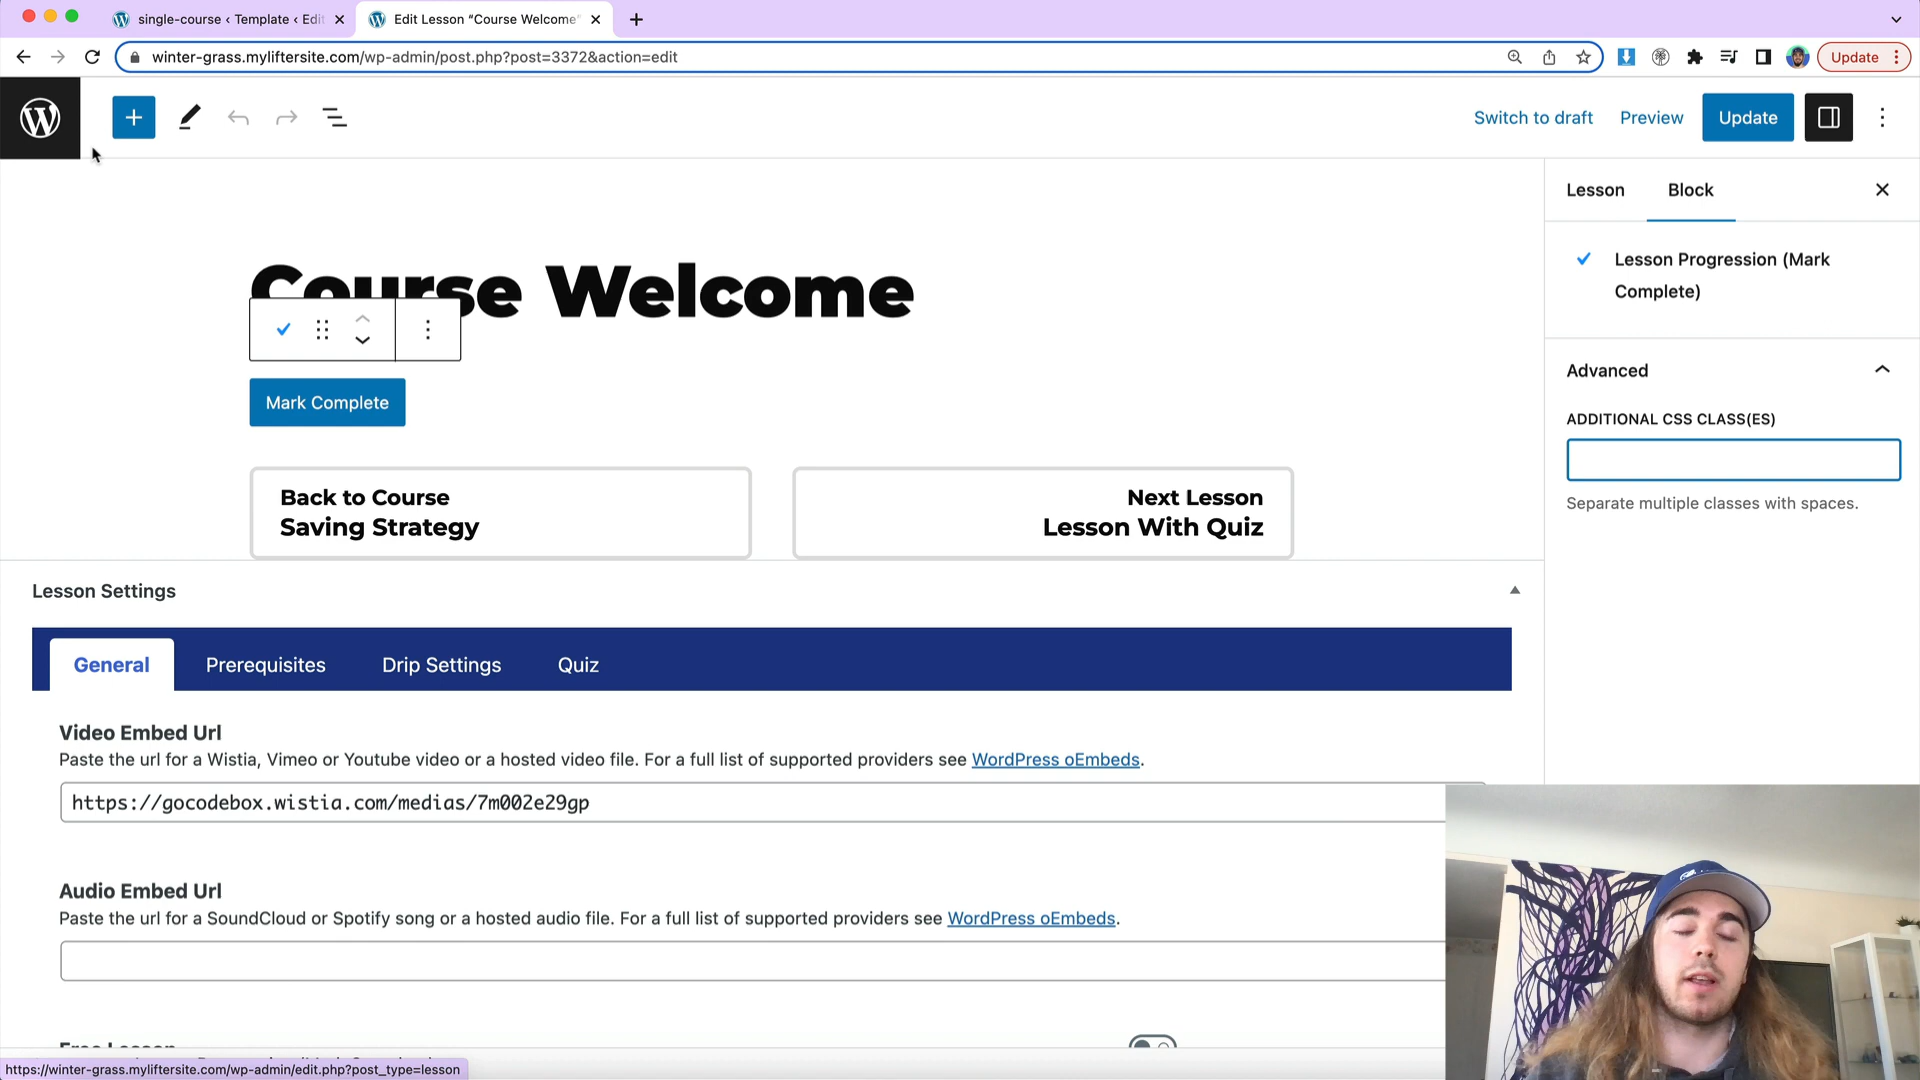 single-course ‹ Template ‹ Edit
Edit Lesson “Course Welcome”
winter-grass.myliftersite.com/wp-admin/post.php?post=3372&action=edit
Update
Switch to draft
Preview
Update
Lesson
Block
Course Welcome
Lesson Progression (Mark
Complete)
Advanced
Mark Complete
ADDITIONAL CSS CLASS(ES)
Separate multiple classes with spaces.
Back to Course
Saving Strategy
Next Lesson
Lesson With Quiz
Lesson Settings
General
Prerequisites
Drip Settings
Quiz
Video Embed Url
Paste the url for a Wistia, Vimeo or Youtube video or a hosted video file. For a full list of supported providers see WordPress oEmbeds.
https://gocodebox.wistia.com/medias/7m002e29gp
Audio Embed Url
Paste the url for a SoundCloud or Spotify song or a hosted audio file. For a full list of supported providers see WordPress oEmbeds.
Free Lesson
https://winter-grass.myliftersite.com/wp-admin/edit.php?post_type=lesson